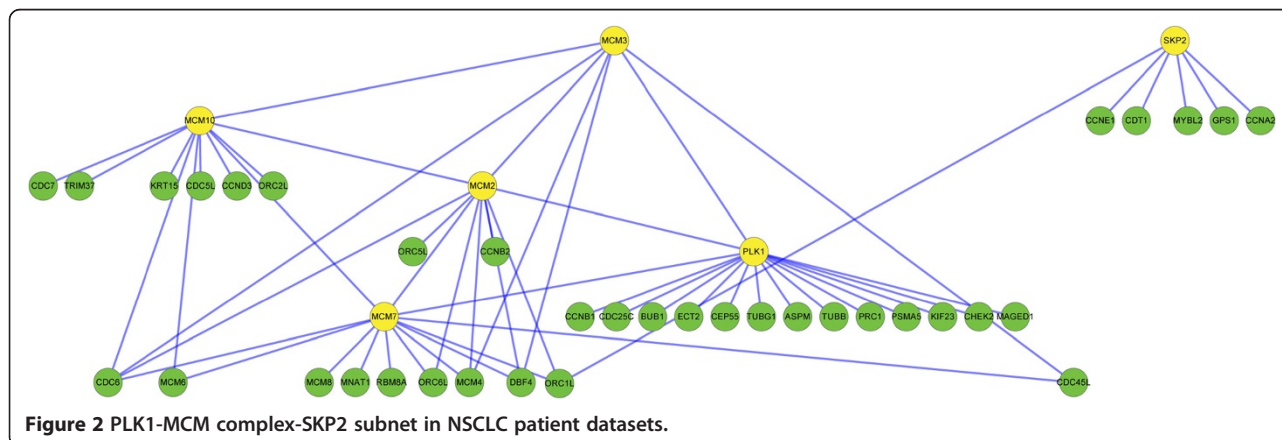 MCM3
SKP2
MCM10
CCNE1 CDT1 MYBL2 GPS1 CCNA2
CDC7 TRIM37 KRT15 CDC5L CCND3 ORC2L
MCM2
ORC5L CCNB2
PLK1
MCM7
CCNB1 CDC25C BUB1 ECT2 CEP55 TUBG1 ASPM TUBB PRC1 PSMA5 KIF23 CHEK2 MAGED1
CDC6 MCM6 MCM8 MNAT1 RBM8A ORC6L MCM4 DBF4 ORC1L CDC45L
Figure 2 PLK1-MCM complex-SKP2 subnet in NSCLC patient datasets.